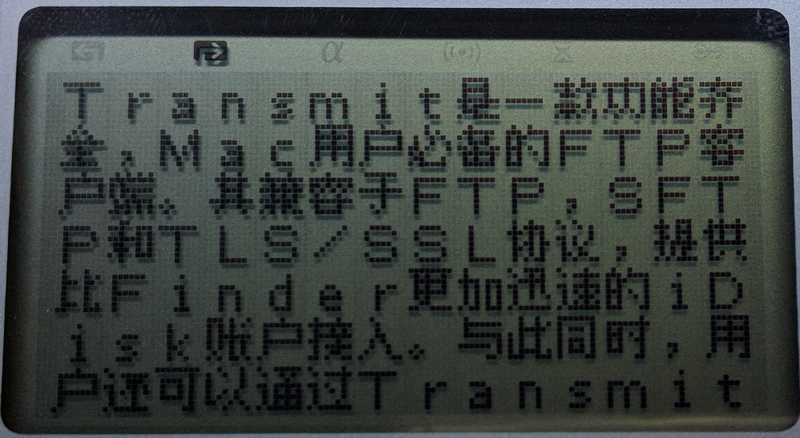 α
Transmit是一款功能齐
全,Mac用户必备的FTP客
户端。其兼容于FTP,SFT
P和TLS/SSL协议,提供
比Finder更加迅速的iD
isk账户接入。与此同时,用
户还可以通过Transmit